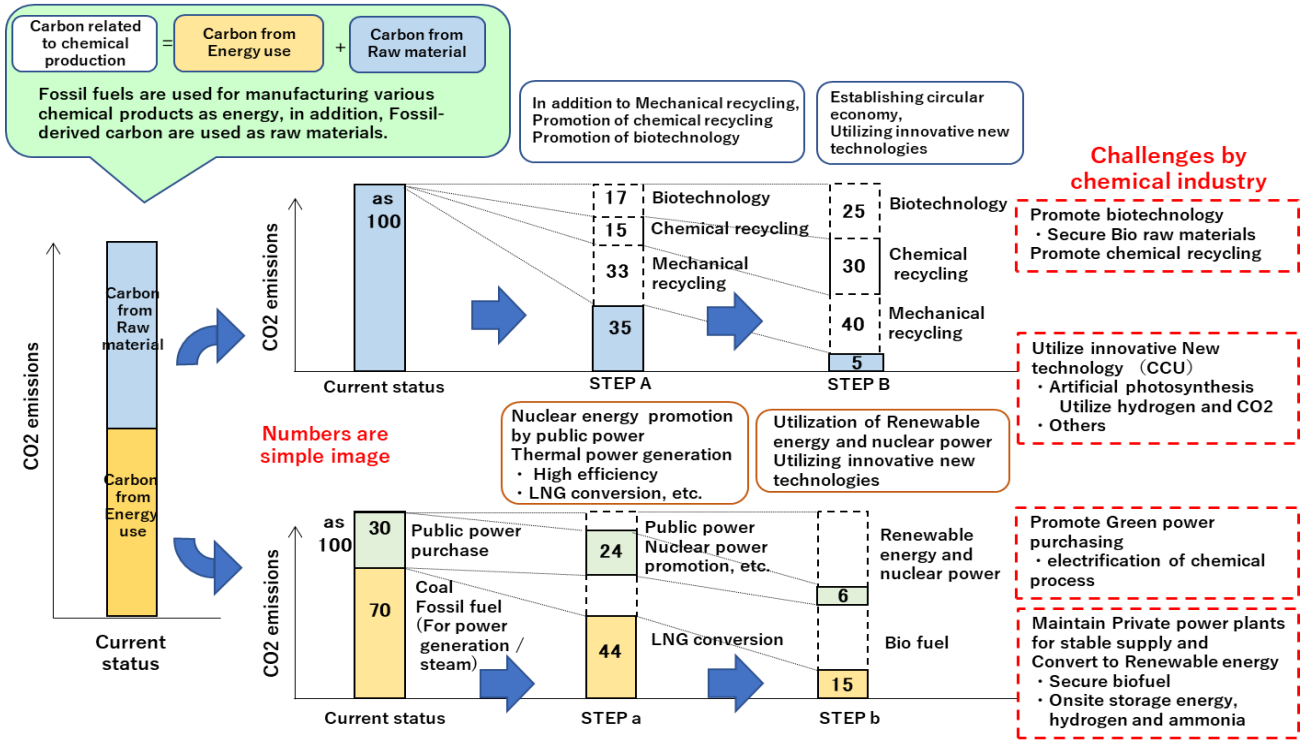 Carbon related
to chemical
production
=
Carbon from
Energy use
+
Carbon from
Raw material
Fossil fuels are used for manufacturing various
chemical products as energy, in addition, Fossil-
derived carbon are used as raw materials.
In addition to Mechanical recycling,
Promotion of chemical recycling
Promotion of biotechnology
Establishing circular
economy,
Utilizing innovative new
technologies
Challenges by
chemical industry
CO2 emissions
Carbon
from
Raw
material
Carbon
from
Energy
use
Current
status
CO2 emissions
as
100
Current status
17
Biotechnology
15
Chemical recycling
33
Mechanical
recycling
35
STEP A
25
Biotechnology
30
Chemical
recycling
40
Mechanical
recycling
5
STEP B
Promote biotechnology
・Secure Bio raw materials
Promote chemical recycling
Utilize innovative New
technology （CCU）
・Artificial photosynthesis
Utilize hydrogen and CO2
・Others
Numbers are
simple image
Nuclear energy promotion
by public power
Thermal power generation
・ High efficiency
・LNG conversion, etc.
Utilization of Renewable
energy and nuclear power
Utilizing innovative new
technologies
CO2 emissions
as
100
30
Public power
purchase
70
Coal
Fossil fuel
（For power
generation /
steam）
Current status
24
Public power
Nuclear power
promotion, etc.
44
LNG conversion
STEP a
Renewable
energy and
nuclear power
6
Bio fuel
15
STEP b
Promote Green power
purchasing
・electrification of chemical
process
Maintain Private power plants
for stable supply and
Convert to Renewable energy
・Secure biofuel
・Onsite storage energy,
hydrogen and ammonia